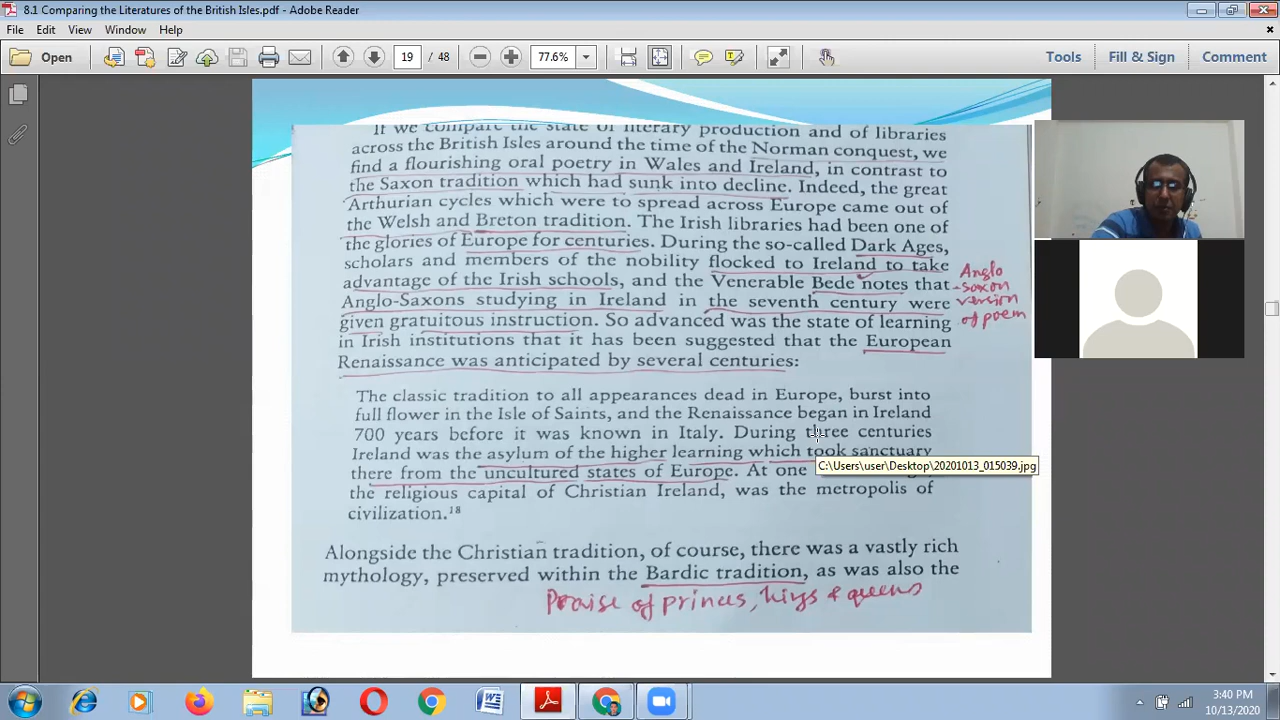 8.1 Comparing the Literatures of the British Isles.pdf - Adobe Reader
File Edit View Window Help
Open 19 / 48 77.6% Tools Fill & Sign Comment
If we compare the state of literary production and of libraries
across the British Isles around the time of the Norman conquest, we
find a flourishing oral poetry in Wales and Ireland, in contrast to
the Saxon tradition which had sunk into decline. Indeed, the great
Arthurian cycles which were to spread across Europe came out of
the Welsh and Breton tradition. The Irish libraries had been one of
the glories of Europe for centuries. During the so-called Dark Ages,
scholars and members of the nobility flocked to Ireland to take
advantage of the Irish schools, and the Venerable Bede notes that
Anglo-Saxons studying in Ireland in the seventh century were
given gratuitous instruction. So advanced was the state of learning
in Irish institutions that it has been suggested that the European
Renaissance was anticipated by several centuries:
Anglo
-saxon
version
of poem
The classic tradition to all appearances dead in Europe, burst into
full flower in the Isle of Saints, and the Renaissance began in Ireland
700 years before it was known in Italy. During three centuries
Ireland was the asylum of the higher learning which took sanctuary
there from the uncultured states of Europe. At one
C:\Users\user\Desktop\20201013_015039.jpg
the religious capital of Christian Ireland, was the metropolis of
civilization.18
Alongside the Christian tradition, of course, there was a vastly rich
mythology, preserved within the Bardic tradition, as was also the
Praise of princes, kings & queens
3:40 PM
10/13/2020